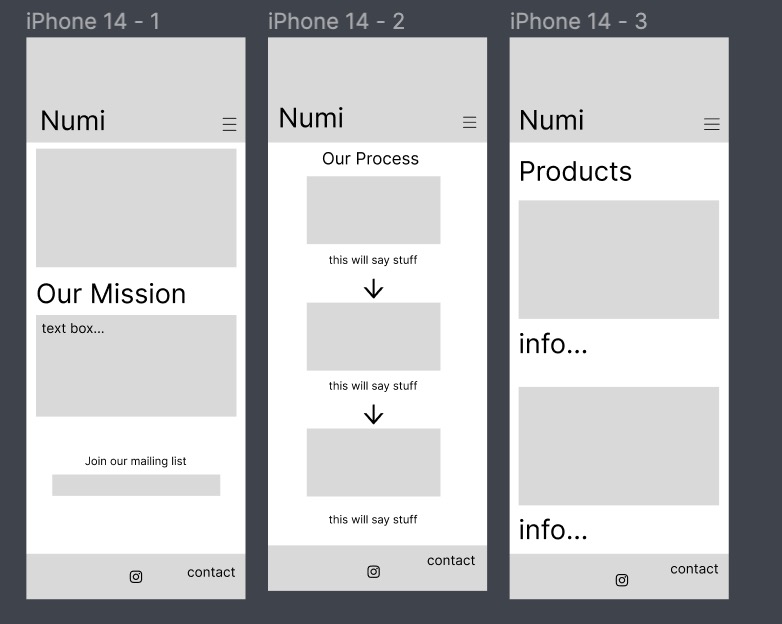 iPhone 14 - 1
Numi
Our Mission
text box...
Join our mailing list
contact
iPhone 14 - 2
Numi
Our Process
this will say stuff
this will say stuff
this will say stuff
contact
iPhone 14 - 3
Numi
Products
info...
info...
contact